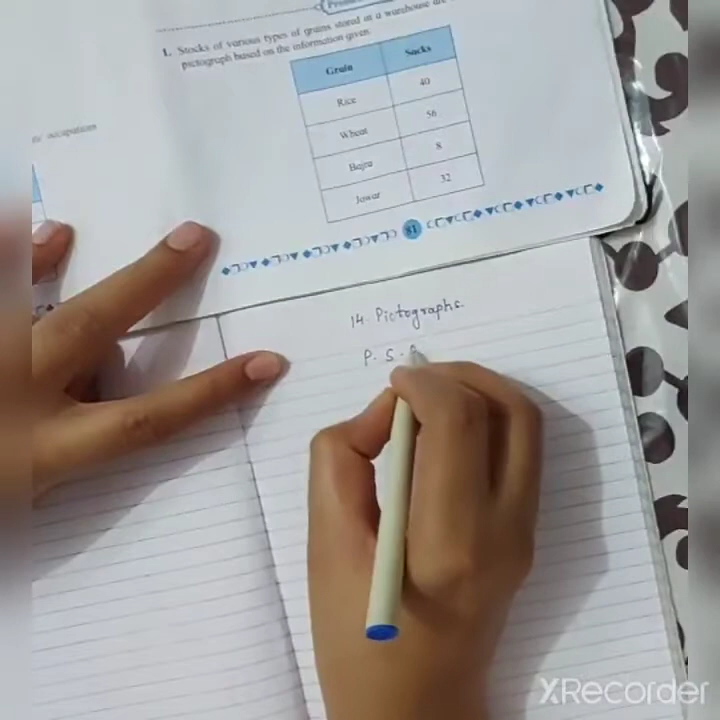 1. Stocks of various types of grains stored at a warehouse are
pictograph based on the information given.
Grain Sacks
Rice 40
Wheat 56
Bajra 8
Jowar 32
occupations
81
14. Pictographs
P. S.
XRecorder